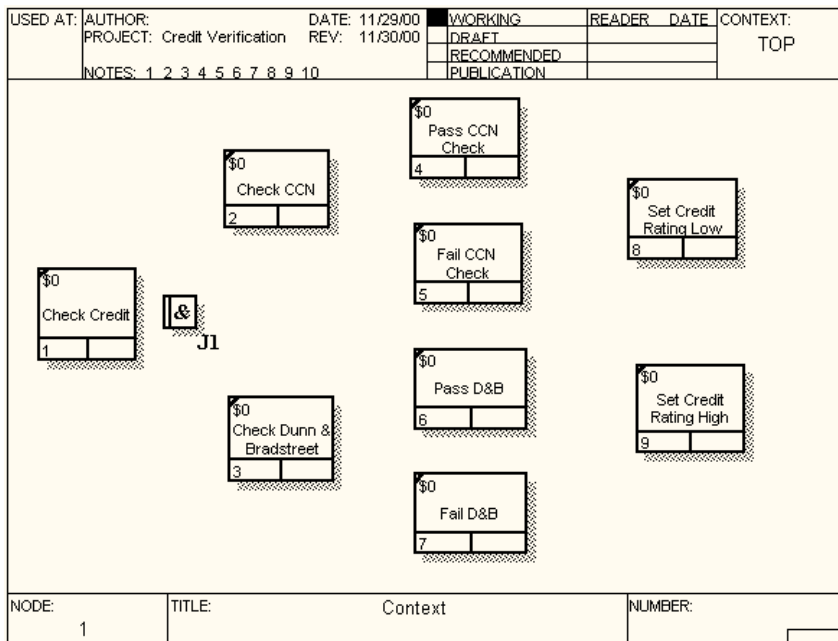 USED AT: AUTHOR: DATE: 11/29/00 WORKING READER DATE CONTEXT:
PROJECT: Credit Verification REV: 11/30/00 DRAFT TOP
RECOMMENDED
NOTES: 1 2 3 4 5 6 7 8 9 10 PUBLICATION
$0
Pass CCN
Check
4
$0
Check CCN
2
$0
Set Credit
Rating Low
8
$0
Fail CCN
Check
5
$0
Check Credit
1
&
J1
$0
Pass D&B
6
$0
Set Credit
Rating High
9
$0
Check Dunn &
Bradstreet
3
$0
Fail D&B
7
NODE: TITLE: Context NUMBER:
1